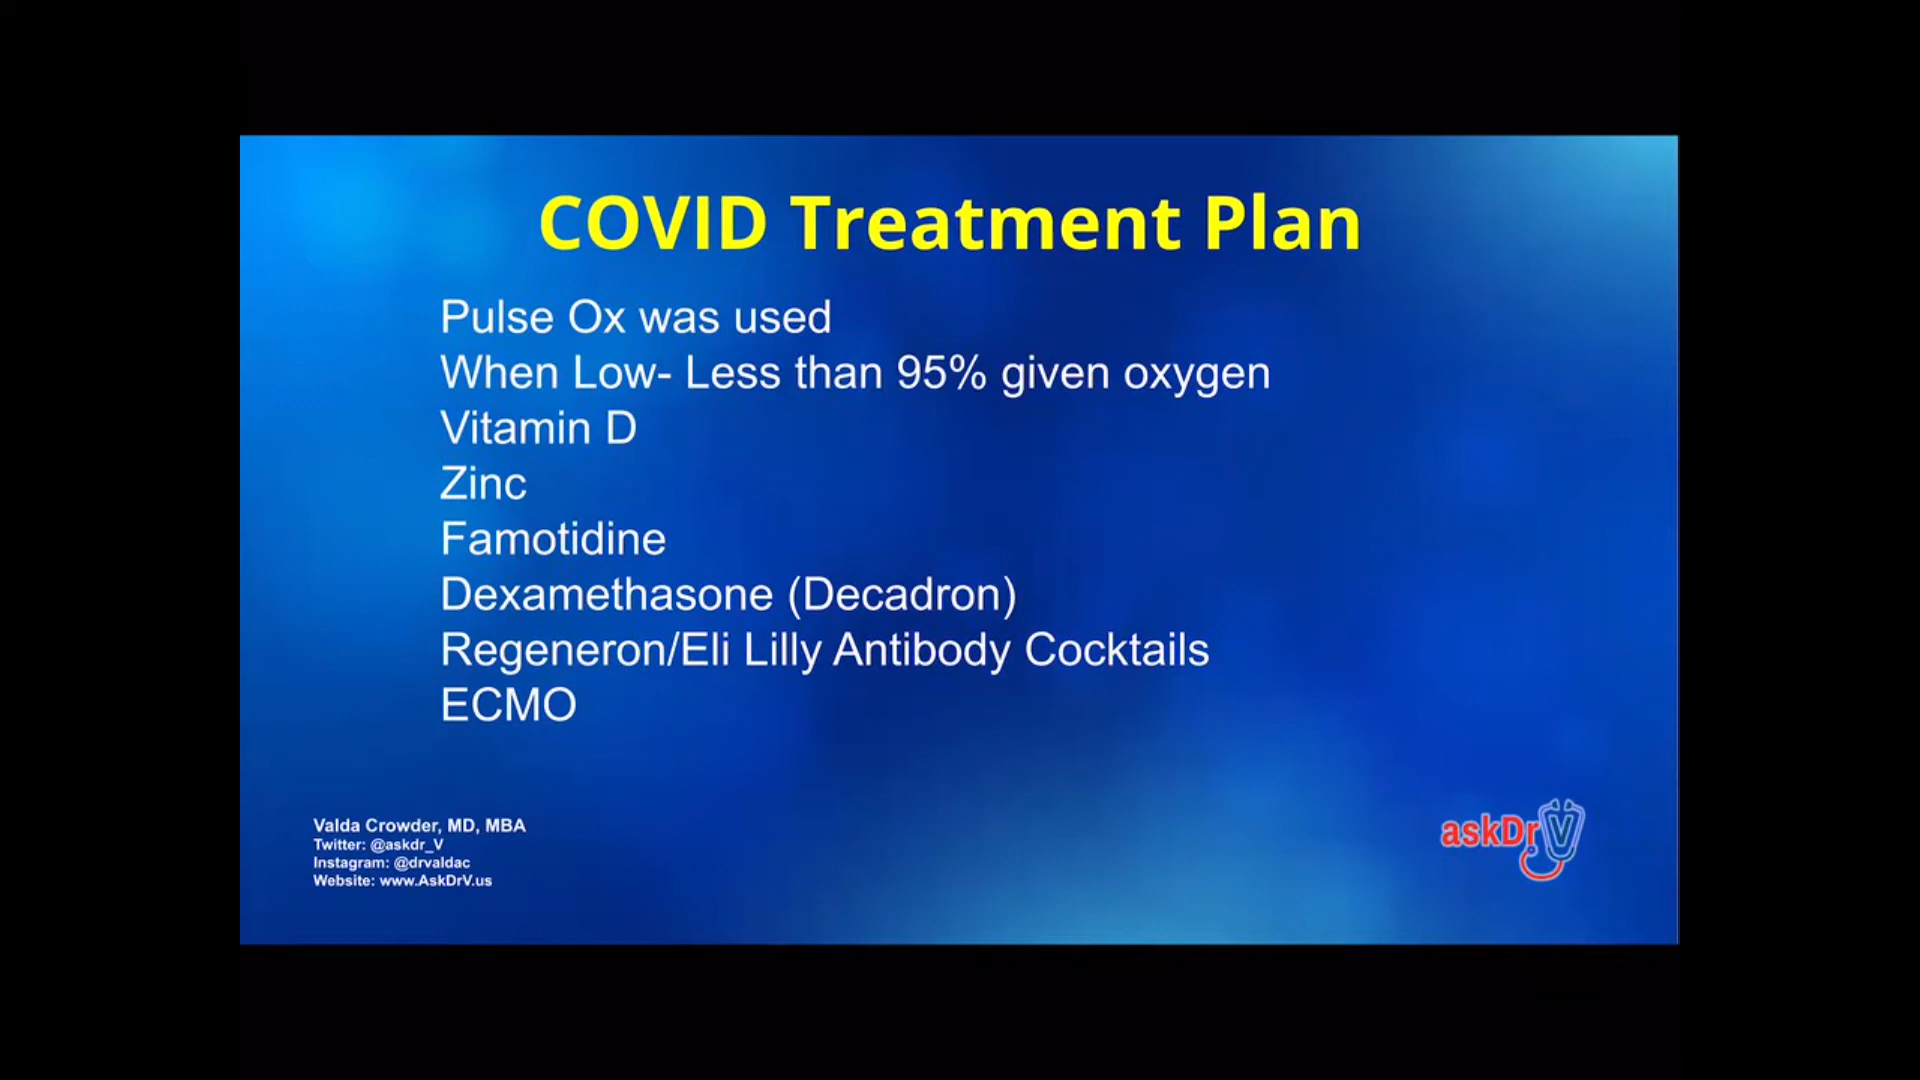 COVID Treatment Plan
Pulse Ox was used
When Low- Less than 95% given oxygen
Vitamin D
Zinc
Famotidine
Dexamethasone (Decadron)
Regeneron/Eli Lilly Antibody Cocktails
ECMO
Valda Crowder, MD, MBA
Twitter: @askdr_V
Instagram: @drvaldac
Website: www.AskDrV.us
askDrV